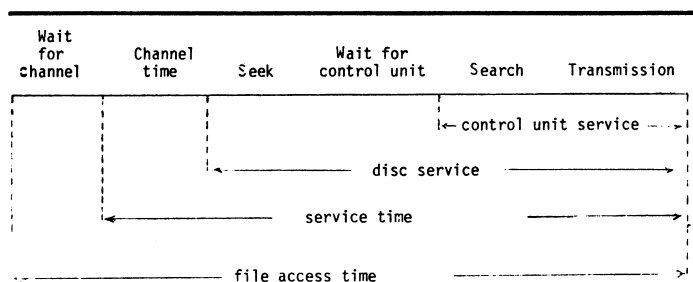 Wait for channel
Channel time
Seek
Wait for control unit
Search
Transmission
control unit service
disc service
service time
file access time